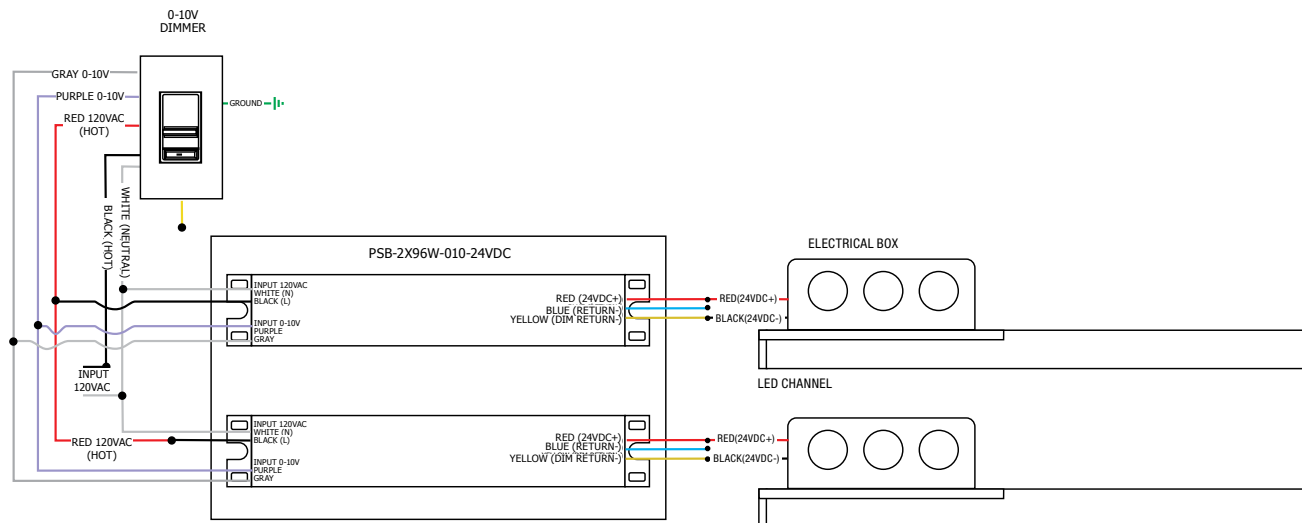 0-10V
DIMMER
GRAY 0-10V
PURPLE 0-10V
RED 120VAC
(HOT)
GROUND
BLACK (HOT)
WHITE (NEUTRAL)
INPUT
120VAC
RED 120VAC
(HOT)
PSB-2X96W-010-24VDC
INPUT 120VAC
WHITE (N)
BLACK (L)
INPUT 0-10V
PURPLE
GRAY
RED (24VDC+)
BLUE (RETURN-)
YELLOW (DIM RETURN-)
RED(24VDC+)
BLACK(24VDC-)
ELECTRICAL BOX
LED CHANNEL
INPUT 120VAC
WHITE (N)
BLACK (L)
INPUT 0-10V
PURPLE
GRAY
RED (24VDC+)
BLUE (RETURN-)
YELLOW (DIM RETURN-)
RED(24VDC+)
BLACK(24VDC-)